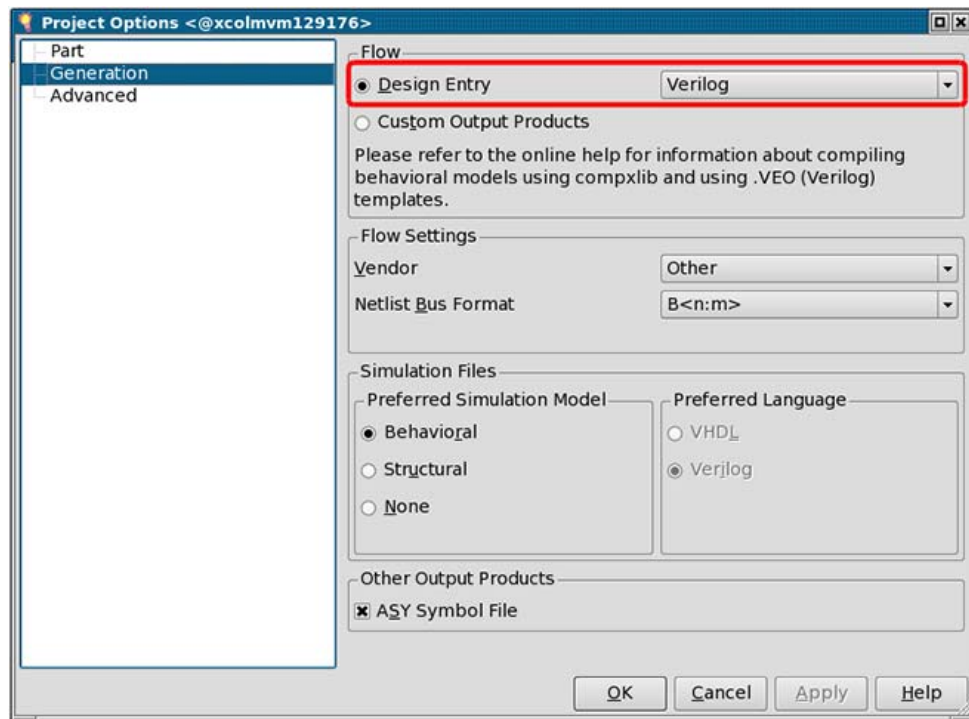 Project Options <@xcolmvm129176>
Part
Generation
Advanced
Flow
Design Entry Verilog
Custom Output Products
Please refer to the online help for information about compiling
behavioral models using compxlib and using .VEO (Verilog)
templates.
Flow Settings
Vendor Other
Netlist Bus Format B<n:m>
Simulation Files
Preferred Simulation Model
Behavioral
Structural
None
Preferred Language
VHDL
Verilog
Other Output Products
ASY Symbol File
OK Cancel Apply Help